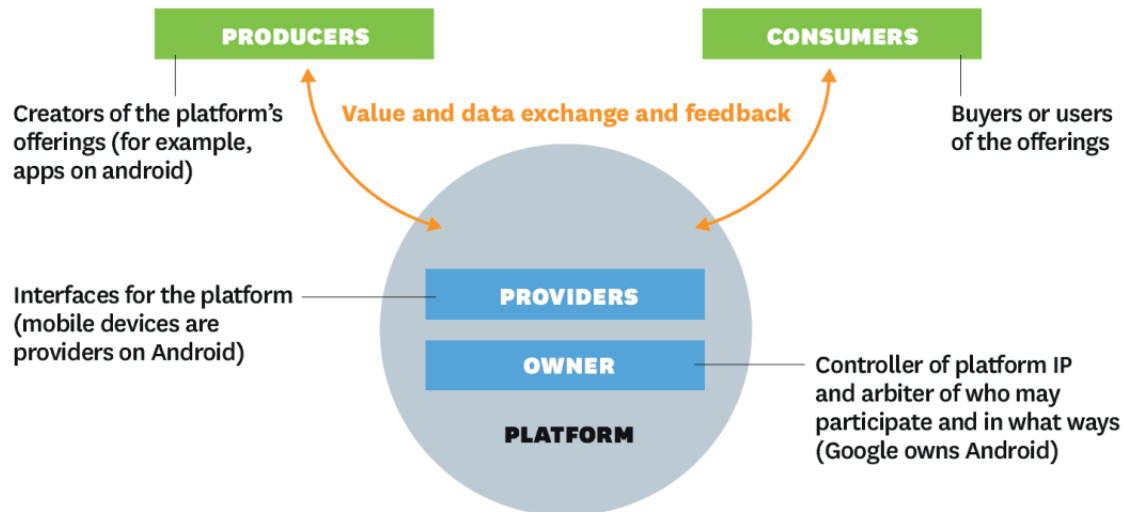 PRODUCERS
CONSUMERS
Creators of the platform’s
offerings (for example,
apps on android)
Value and data exchange and feedback
Buyers or users
of the offerings
Interfaces for the platform
(mobile devices are
providers on Android)
PROVIDERS
OWNER
Controller of platform IP
and arbiter of who may
participate and in what ways
(Google owns Android)
PLATFORM